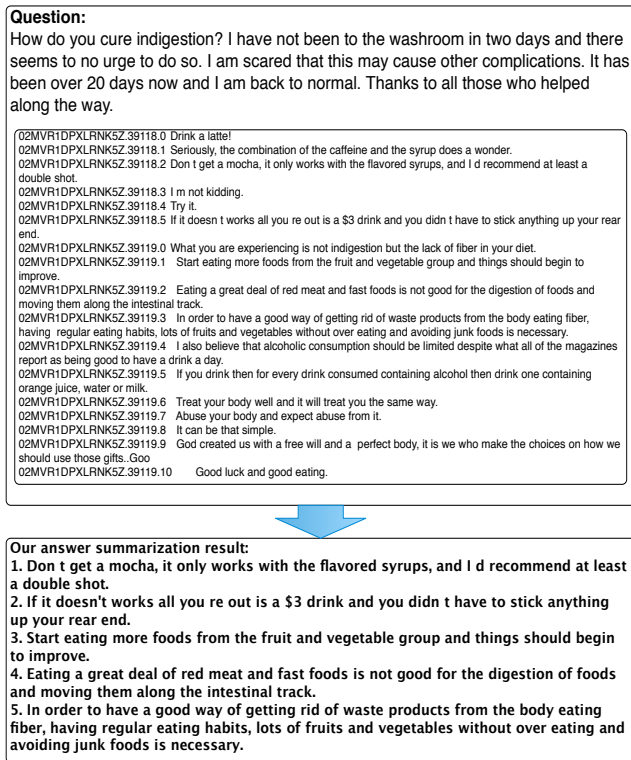 Question:
How do you cure indigestion? I have not been to the washroom in two days and there
seems to no urge to do so. I am scared that this may cause other complications. It has
been over 20 days now and I am back to normal. Thanks to all those who helped
along the way.
02MVR1DPXLRNK5Z.39118.0 Drink a latte!
02MVR1DPXLRNK5Z.39118.1 Seriously, the combination of the caffeine and the syrup does a wonder.
02MVR1DPXLRNK5Z.39118.2 Don t get a mocha, it only works with the flavored syrups, and I d recommend at least a
double shot.
02MVR1DPXLRNK5Z.39118.3 I m not kidding.
02MVR1DPXLRNK5Z.39118.4 Try it.
02MVR1DPXLRNK5Z.39118.5 If it doesn t works all you re out is a $3 drink and you didn t have to stick anything up your rear
end.
02MVR1DPXLRNK5Z.39119.0 What you are experiencing is not indigestion but the lack of fiber in your diet.
02MVR1DPXLRNK5Z.39119.1 Start eating more foods from the fruit and vegetable group and things should begin to
improve.
02MVR1DPXLRNK5Z.39119.2 Eating a great deal of red meat and fast foods is not good for the digestion of foods and
moving them along the intestinal track.
02MVR1DPXLRNK5Z.39119.3 In order to have a good way of getting rid of waste products from the body eating fiber,
having regular eating habits, lots of fruits and vegetables without over eating and avoiding junk foods is necessary.
02MVR1DPXLRNK5Z.39119.4 I also believe that alcoholic consumption should be limited despite what all of the magazines
report as being good to have a drink a day.
02MVR1DPXLRNK5Z.39119.5 If you drink then for every drink consumed containing alcohol then drink one containing
orange juice, water or milk.
02MVR1DPXLRNK5Z.39119.6 Treat your body well and it will treat you the same way.
02MVR1DPXLRNK5Z.39119.7 Abuse your body and expect abuse from it.
02MVR1DPXLRNK5Z.39119.8 It can be that simple.
02MVR1DPXLRNK5Z.39119.9 God created us with a free will and a perfect body, it is we who make the choices on how we
should use those gifts..Goo
02MVR1DPXLRNK5Z.39119.10 Good luck and good eating.
Our answer summarization result:
1. Don t get a mocha, it only works with the flavored syrups, and I d recommend at least
a double shot.
2. If it doesn't works all you re out is a $3 drink and you didn t have to stick anything
up your rear end.
3. Start eating more foods from the fruit and vegetable group and things should begin
to improve.
4. Eating a great deal of red meat and fast foods is not good for the digestion of foods
and moving them along the intestinal track.
5. In order to have a good way of getting rid of waste products from the body eating
fiber, having regular eating habits, lots of fruits and vegetables without over eating and
avoiding junk foods is necessary.